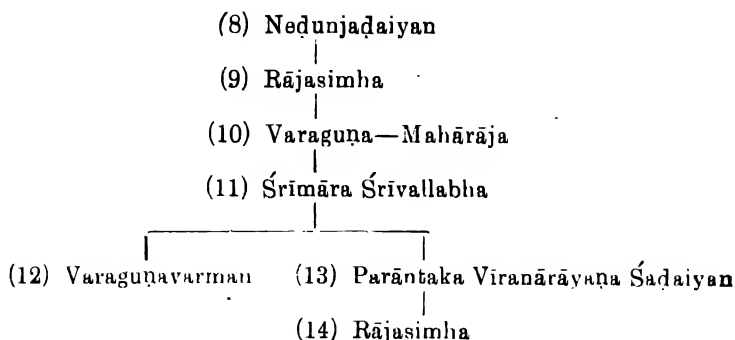 (8) Neḍunjaḍaiyan
(9) Rājasimha
(10) Varaguṇa—Mahārāja
(11) Śrīmāra Śrīvallabha
(12) Varaguṇavarman (13) Parāntaka Vīranārāyaṇa Śaḍaiyan
(14) Rājasimha